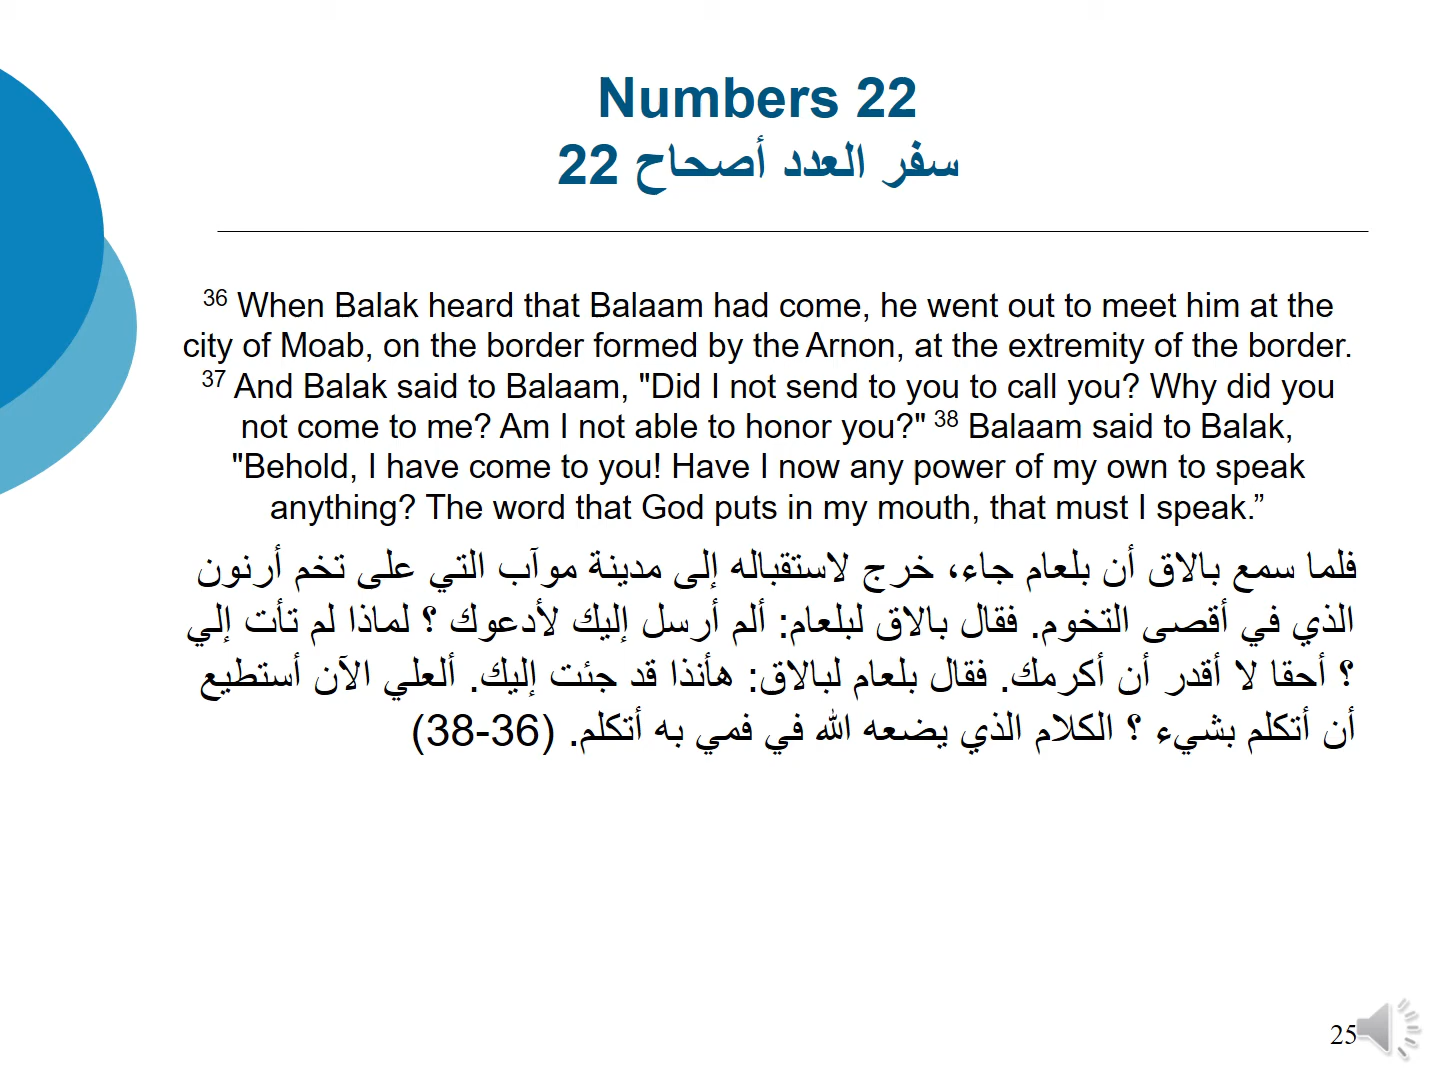 Numbers 22
سفر العدد أصحاح 22
36 When Balak heard that Balaam had come, he went out to meet him at the
city of Moab, on the border formed by the Arnon, at the extremity of the border.
37 And Balak said to Balaam, "Did I not send to you to call you? Why did you
not come to me? Am I not able to honor you?" 38 Balaam said to Balak,
"Behold, I have come to you! Have I now any power of my own to speak
anything? The word that God puts in my mouth, that must I speak.”
فلما سمع بالاق أن بلعام جاء، خرج لاستقباله إلى مدينة موآب التي على تخم أرنون
الذي في أقصى التخوم. فقال بالاق لبلعام: ألم أرسل إليك لأدعوك ؟ لماذا لم تأت إلي
؟ أحقا لا أقدر أن أكرمك. فقال بلعام لبالاق: هأنذا قد جئت إليك. ألعلي الآن أستطيع
أن أتكلم بشيء ؟ الكلام الذي يضعه الله في فمي به أتكلم. (36-38)
25